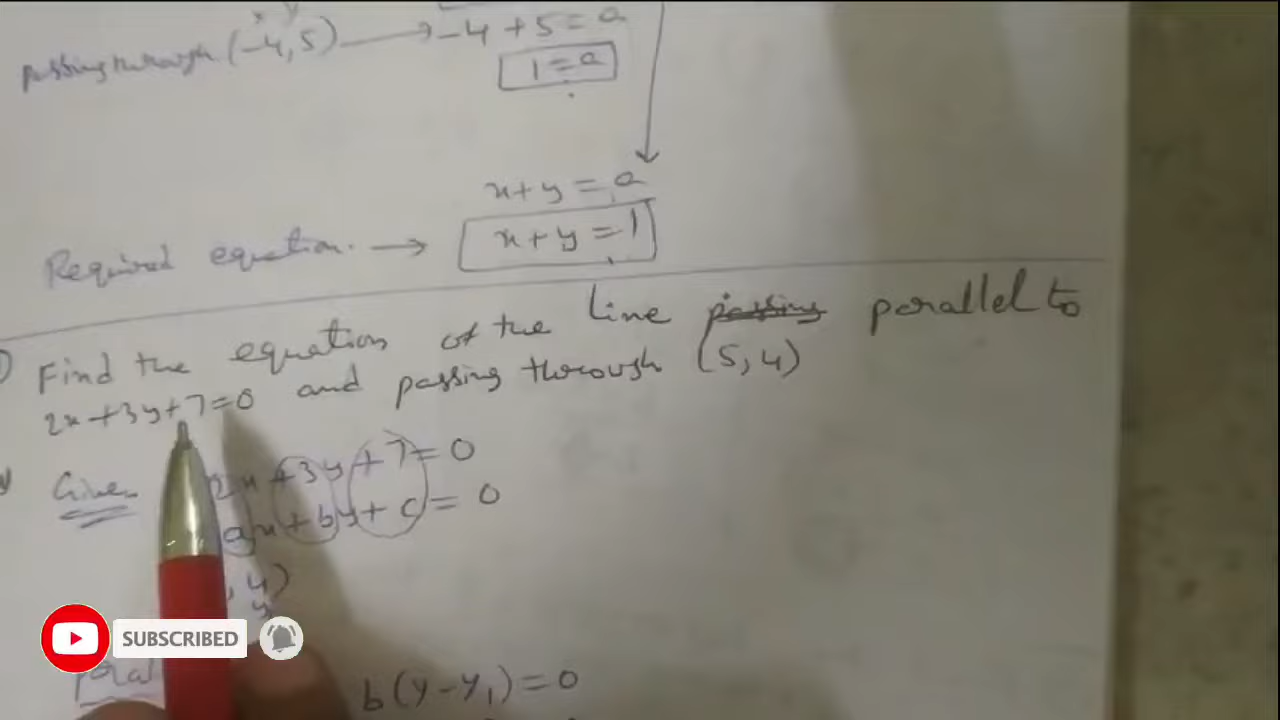 x y
passing through (-4, 5) → -4 + 5 = a
1 = a
x + y = a
Required equation. → x + y = 1
Find the equation of the line passing parallel to
2x + 3y + 7 = 0 and passing through (5, 4)
Given 2x + 3y + 7 = 0
ax + by + c = 0
, 4)
y
SUBSCRIBED
paral
b(y - y₁) = 0